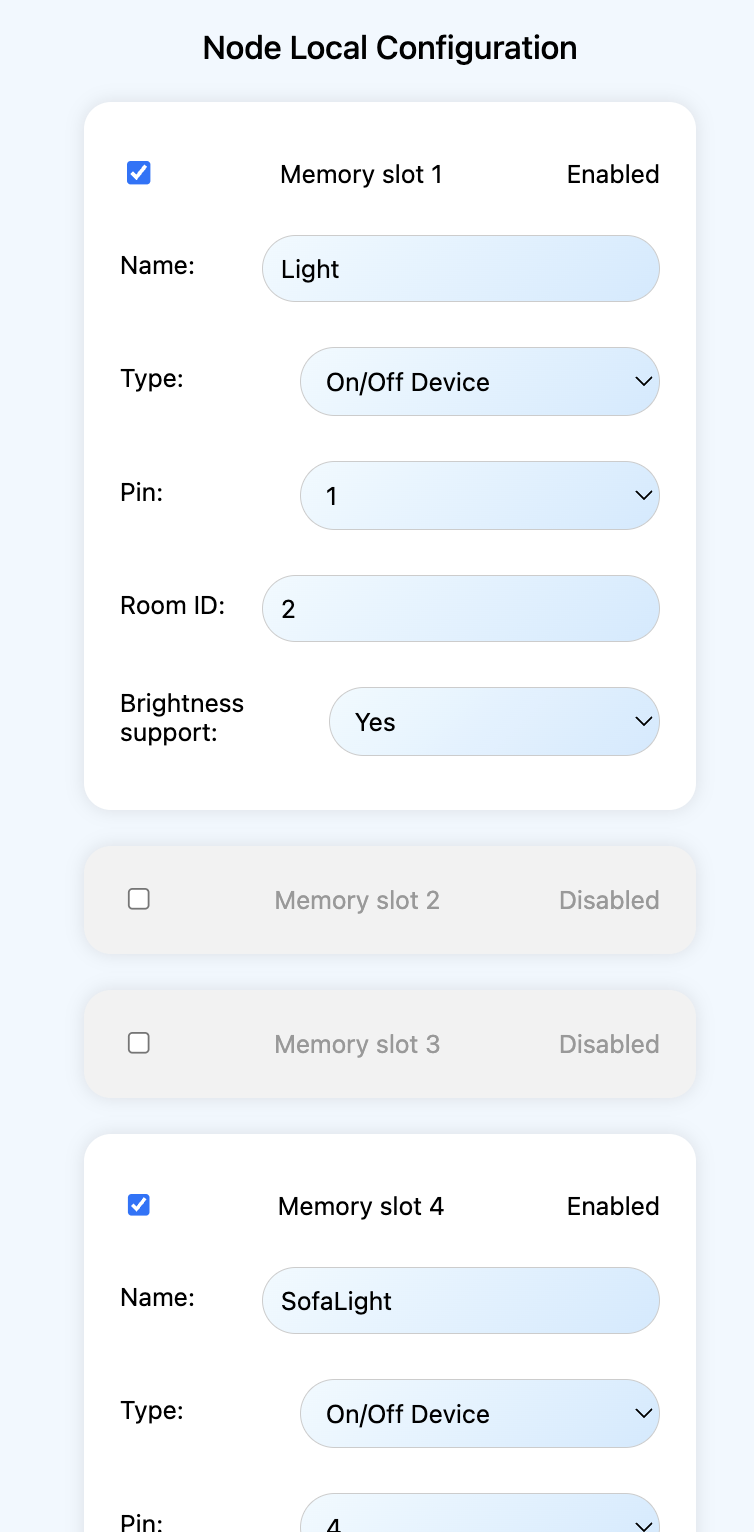 Node Local Configuration
Memory slot 1 Enabled
Name: Light
Type: On/Off Device
Pin: 1
Room ID: 2
Brightness
support: Yes
Memory slot 2 Disabled
Memory slot 3 Disabled
Memory slot 4 Enabled
Name: SofaLight
Type: On/Off Device
Pin: 4